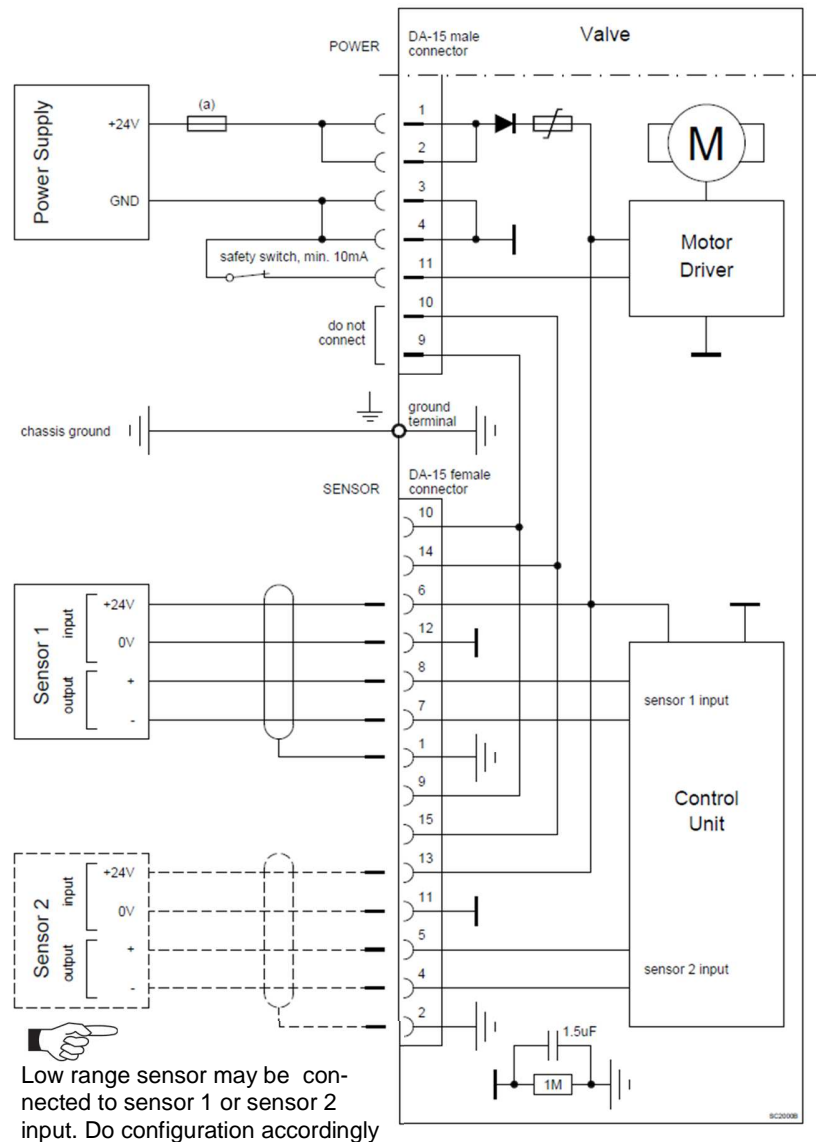 POWER
DA-15 male
connector
Valve
Power Supply
+24V
(a)
GND
safety switch, min. 10mA
do not
connect
1
2
3
4
11
10
9
M
Motor
Driver
chassis ground
ground
terminal
SENSOR
DA-15 female
connector
10
14
6
12
8
7
1
9
15
13
11
5
4
2
Sensor 1
input
output
+24V
0V
+
-
sensor 1 input
Control
Unit
sensor 2 input
Sensor 2
input
output
+24V
0V
+
-
1.5uF
1M
SC2000B
Low range sensor may be con-
nected to sensor 1 or sensor 2
input. Do configuration accordingly